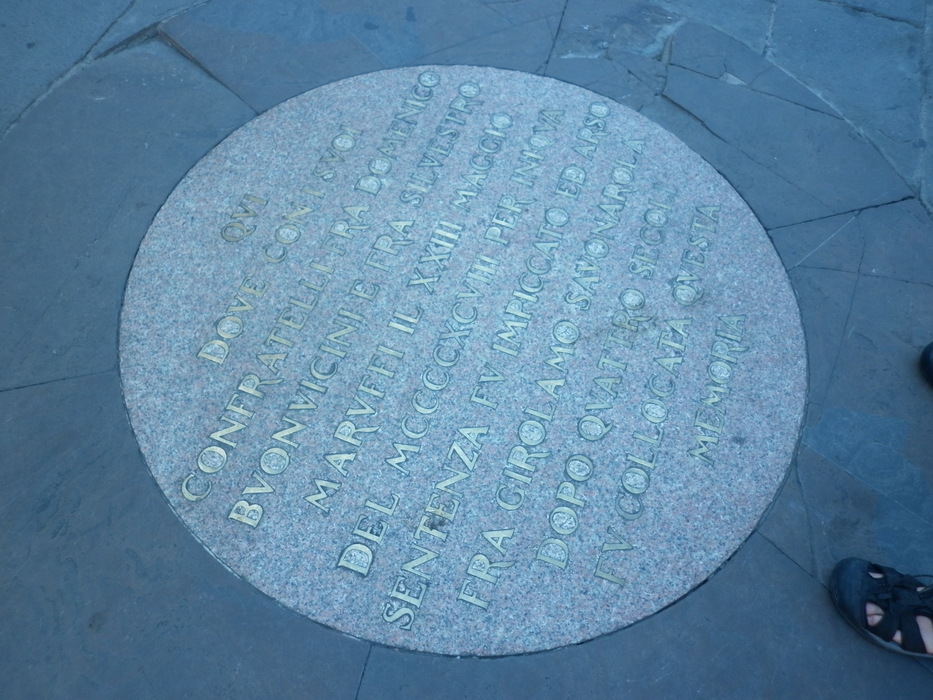 QVI
DOVE CON I SVOI
CONFRATELLI FRA DOMENICO
BVONVICINI E FRA SILVESTRO
MARVFFI IL XXIII MAGGIO
DEL MCCCCXCVIII PER INIQVA
SENTENZA FV IMPICCATO ED ARSO
FRA GIROLAMO SAVONAROLA
DOPO QVATTRO SECOLI
FV COLLOCATA QVESTA
MEMORIA